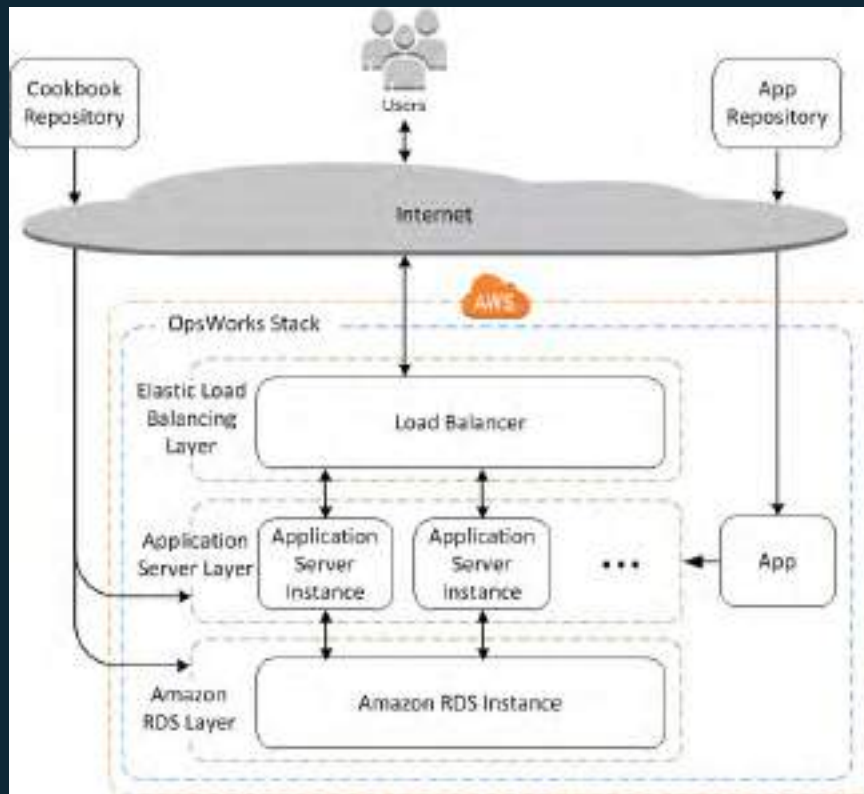 Users
Cookbook
Repository
App
Repository
Internet
AWS
OpsWorks Stack
Elastic Load
Balancing
Layer
Load Balancer
Application
Server Layer
Application
Server
Instance
Application
Server
Instance
...
App
Amazon
RDS Layer
Amazon RDS Instance